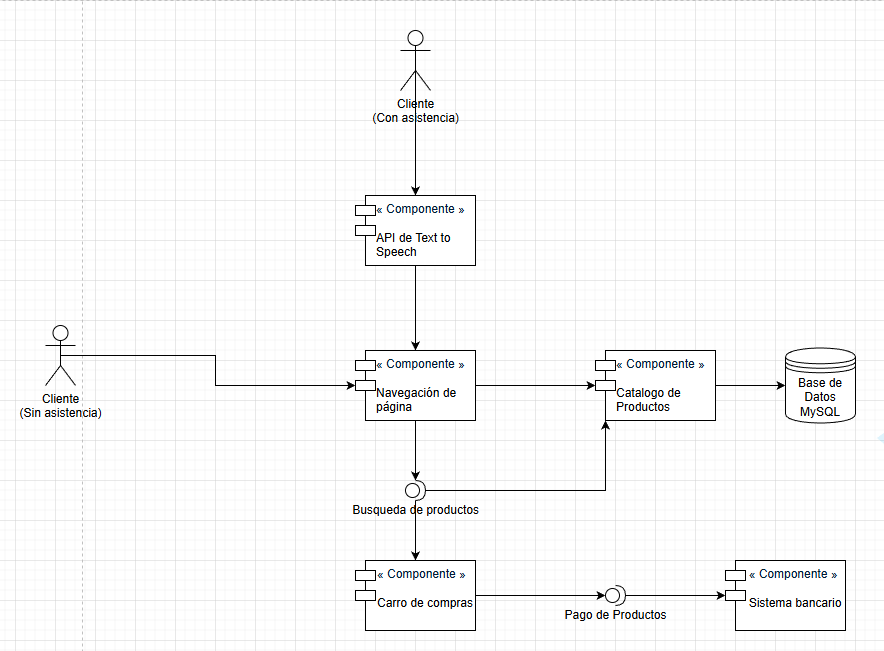 Cliente
(Con asistencia)
« Componente »
API de Text to
Speech
Cliente
(Sin asistencia)
« Componente »
Navegación de
página
« Componente »
Catalogo de
Productos
Base de
Datos
MySQL
Busqueda de productos
« Componente »
Carro de compras
Pago de Productos
« Componente »
Sistema bancario